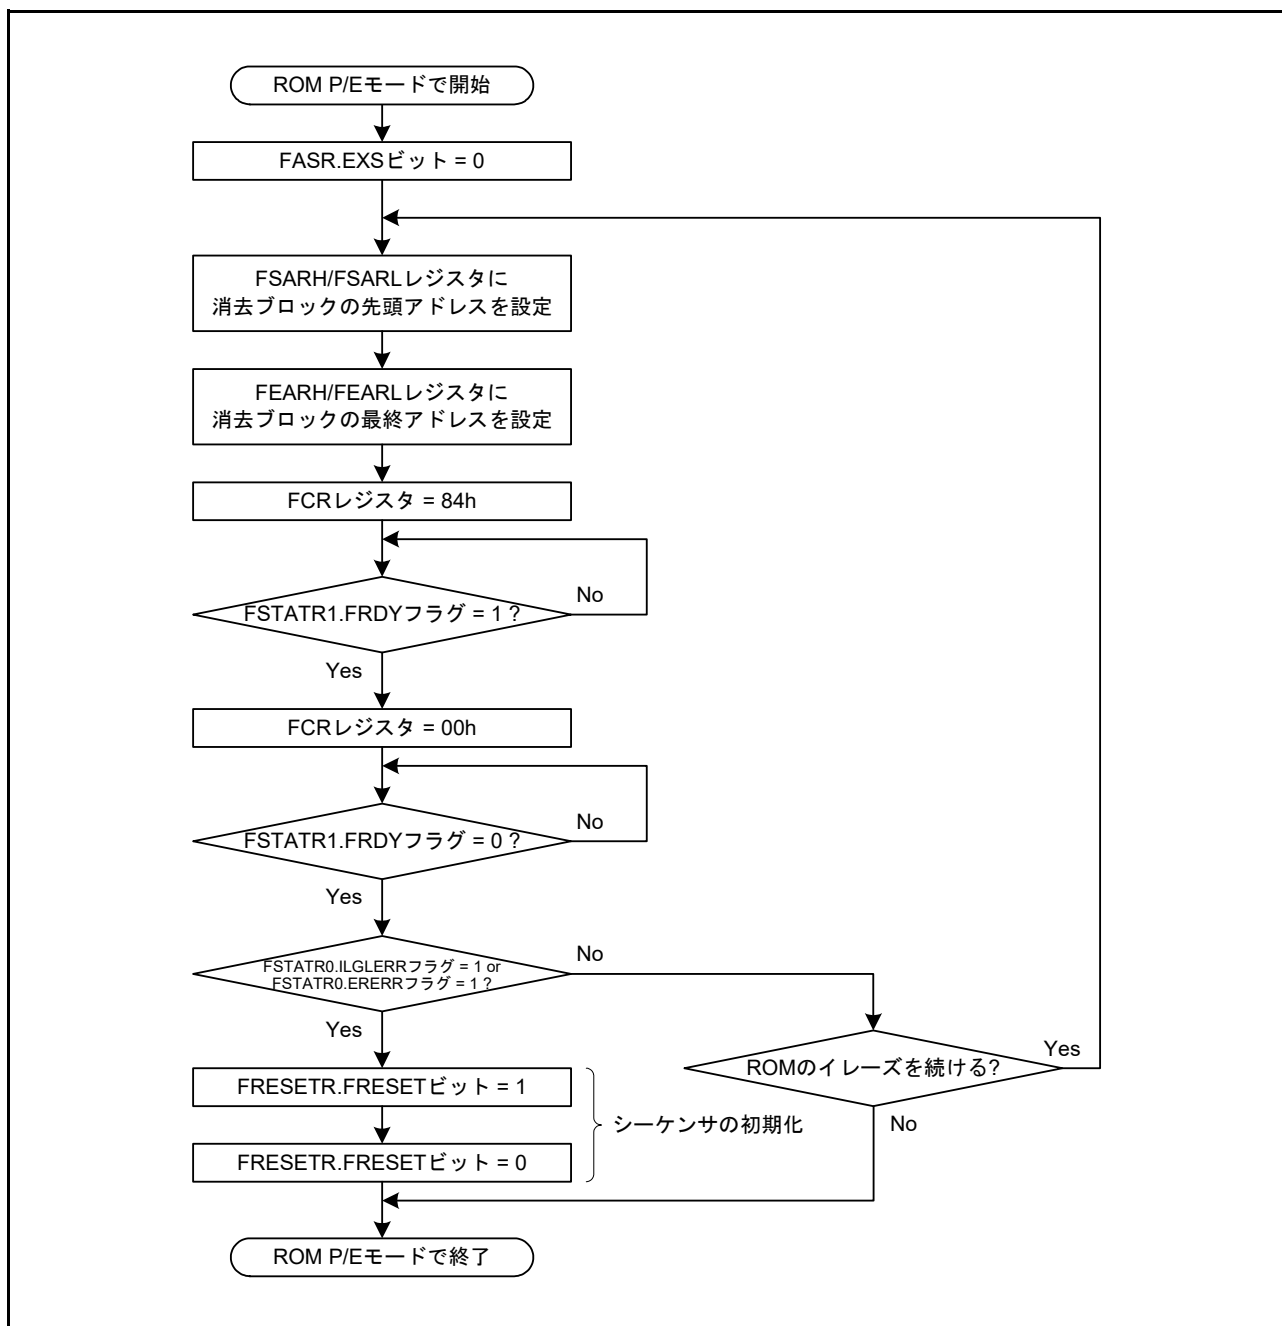 ROM P/Eモードで開始
FASR.EXSビット = 0
FSARH/FSARLレジスタに
消去ブロックの先頭アドレスを設定
FEARH/FEARLレジスタに
消去ブロックの最終アドレスを設定
FCRレジスタ = 84h
FSTATR1.FRDYフラグ = 1 ?
No
Yes
FCRレジスタ = 00h
FSTATR1.FRDYフラグ = 0 ?
No
Yes
FSTATR0.ILGLERRフラグ = 1 or
FSTATR0.ERERRフラグ = 1 ?
No
Yes
ROMのイレーズを続ける?
Yes
No
FRESETR.FRESETビット = 1
シーケンサの初期化
FRESETR.FRESETビット = 0
ROM P/Eモードで終了